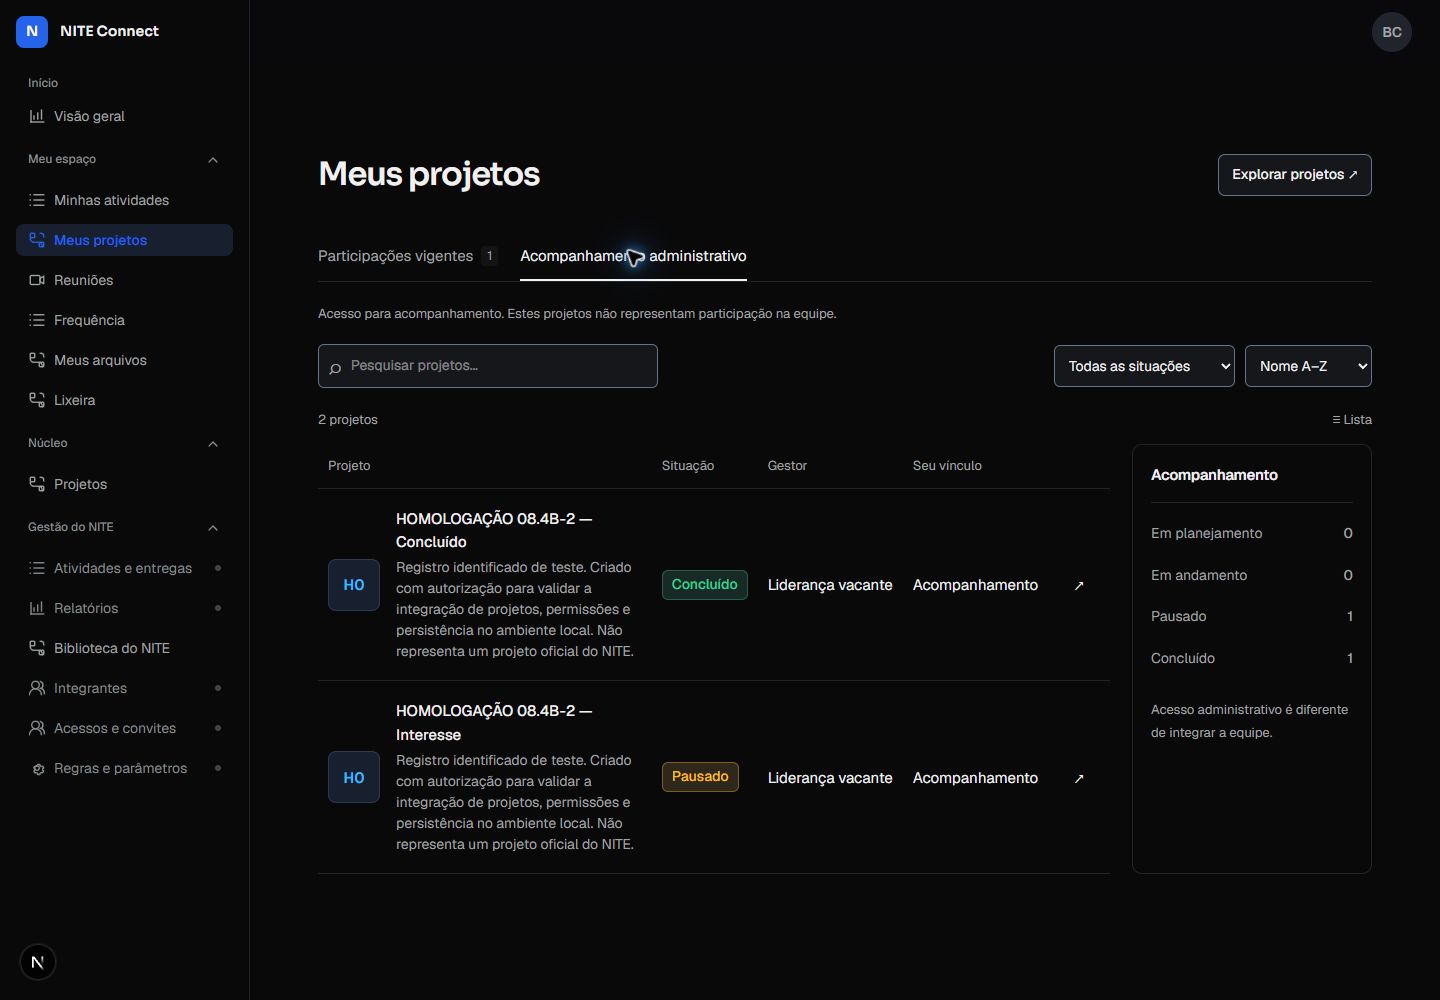 N NITE Connect
BC
Início
Visão geral
Meu espaço
Minhas atividades
Meus projetos
Reuniões
Frequência
Meus arquivos
Lixeira
Núcleo
Projetos
Gestão do NITE
Atividades e entregas
Relatórios
Biblioteca do NITE
Integrantes
Acessos e convites
Regras e parâmetros
N
Meus projetos
Explorar projetos ↗
Participações vigentes 1
administrativo
Acesso para acompanhamento. Estes projetos não representam participação na equipe.
Pesquisar projetos...
Todas as situações
Nome A–Z
2 projetos
Lista
Projeto Situação Gestor Seu vínculo
HOMOLOGAÇÃO 08.4B-2 —
Concluído
Registro identificado de teste. Criado
com autorização para validar a
integração de projetos, permissões e
persistência no ambiente local. Não
representa um projeto oficial do NITE.
H0
Concluído
Liderança vacante
Acompanhamento
↗
HOMOLOGAÇÃO 08.4B-2 —
Interesse
Registro identificado de teste. Criado
com autorização para validar a
integração de projetos, permissões e
persistência no ambiente local. Não
representa um projeto oficial do NITE.
H0
Pausado
Liderança vacante
Acompanhamento
↗
Acompanhamento
Em planejamento 0
Em andamento 0
Pausado 1
Concluído 1
Acesso administrativo é diferente
de integrar a equipe.